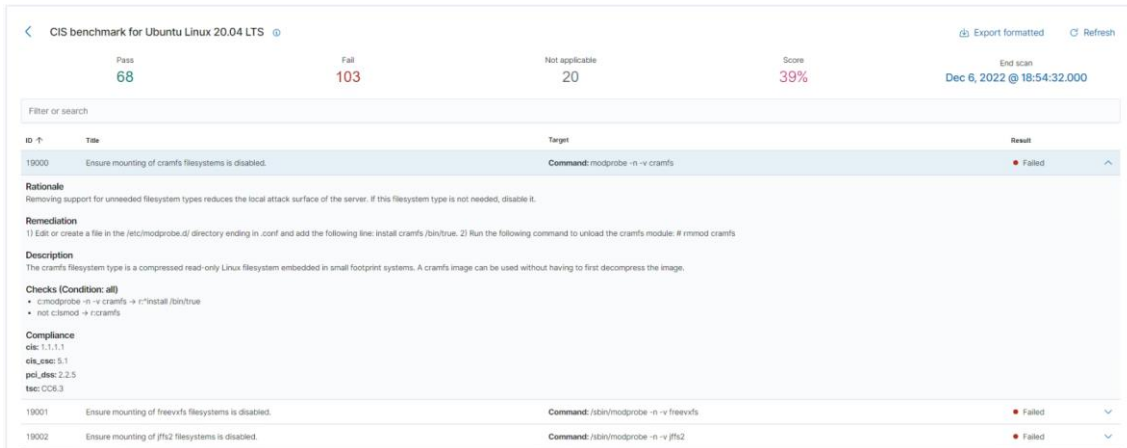 CIS benchmark for Ubuntu Linux 20.04 LTS
Export formatted
Refresh
Pass
68
Fail
103
Not applicable
20
Score
39%
End scan
Dec 6, 2022 @ 18:54:32.000
Filter or search
ID ↑ Title Target Result
19000 Ensure mounting of cramfs filesystems is disabled. Command: modprobe -n -v cramfs Failed
Rationale
Removing support for unneeded filesystem types reduces the local attack surface of the server. If this filesystem type is not needed, disable it.
Remediation
1) Edit or create a file in the /etc/modprobe.d/ directory ending in .conf and add the following line: install cramfs /bin/true. 2) Run the following command to unload the cramfs module: # rmmod cramfs
Description
The cramfs filesystem type is a compressed read-only Linux filesystem embedded in small footprint systems. A cramfs image can be used without having to first decompress the image.
Checks (Condition: all)
• c:modprobe -n -v cramfs -> r:^install /bin/true
• not c:lsmod -> r:cramfs
Compliance
cis: 1.1.1.1
cis_csc: 5.1
pci_dss: 2.2.5
tsc: CC6.3
19001 Ensure mounting of freevxfs filesystems is disabled. Command: /sbin/modprobe -n -v freevxfs Failed
19002 Ensure mounting of jffs2 filesystems is disabled. Command: /sbin/modprobe -n -v jffs2 Failed